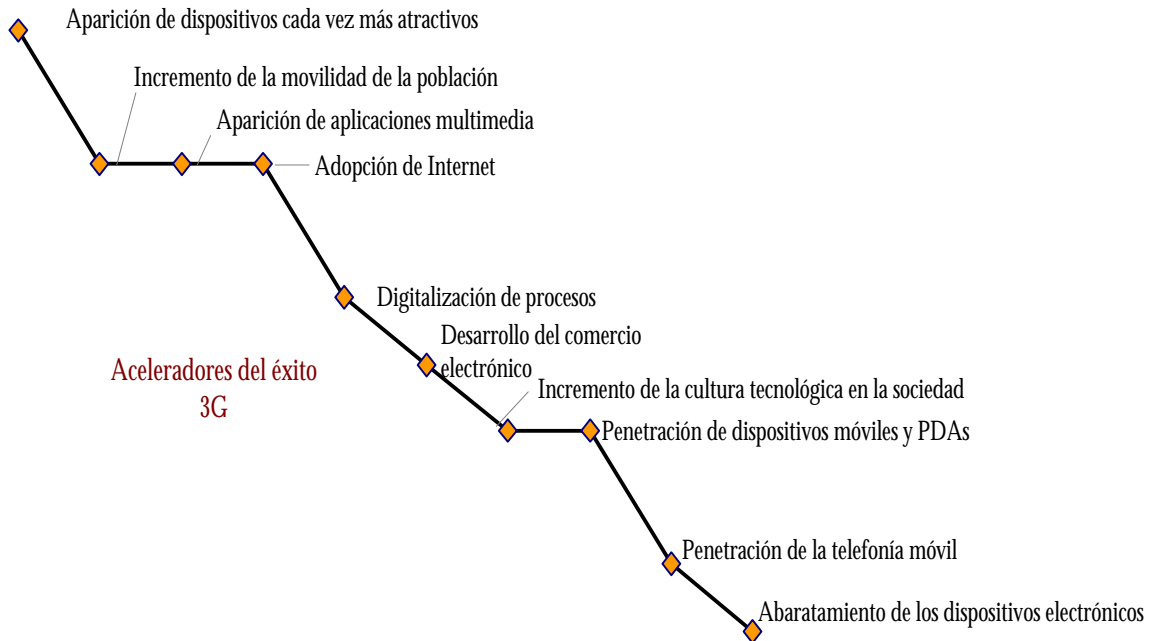 Aparición de dispositivos cada vez más atractivos
Incremento de la movilidad de la población
Aparición de aplicaciones multimedia
Adopción de Internet
Digitalización de procesos
Desarrollo del comercio
electrónico
Aceleradores del éxito
3G
Incremento de la cultura tecnológica en la sociedad
Penetración de dispositivos móviles y PDAs
Penetración de la telefonía móvil
Abaratamiento de los dispositivos electrónicos